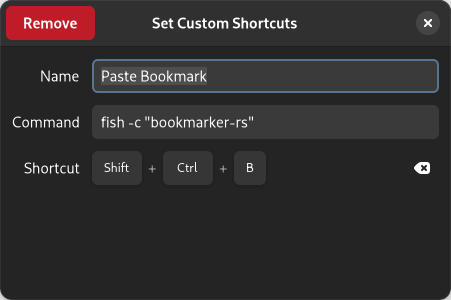 Remove Set Custom Shortcuts
Name Paste Bookmark
Command fish -c "bookmarker-rs"
Shortcut Shift + Ctrl + B